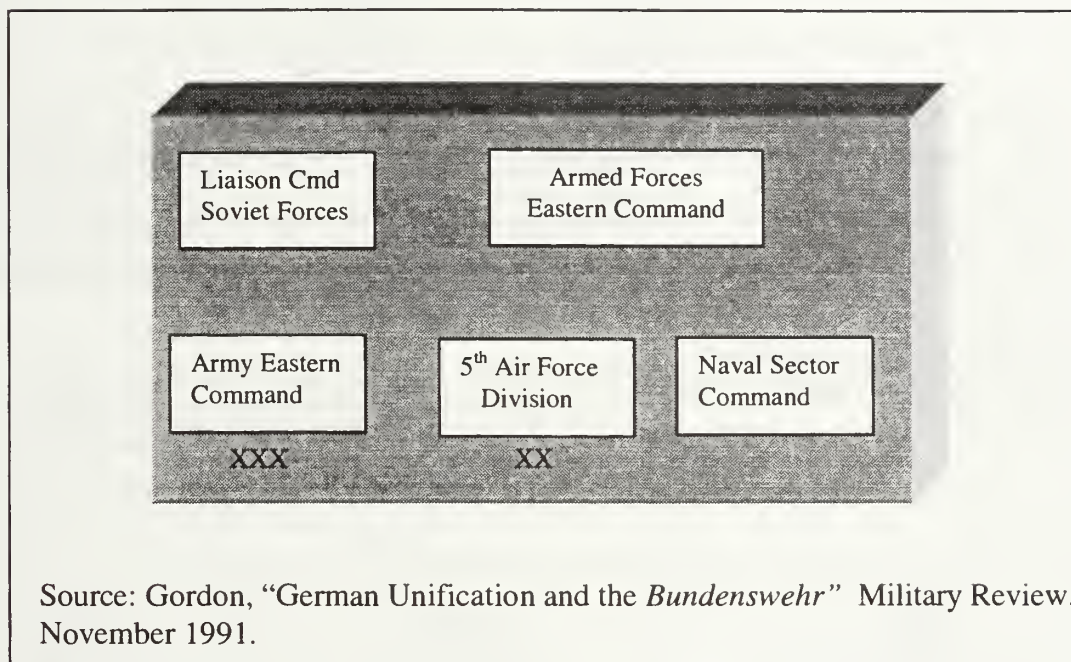 Liaison Cmd
Soviet Forces
Armed Forces
Eastern Command
Army Eastern
Command
5th Air Force
Division
Naval Sector
Command
XXX
XX
Source: Gordon, “German Unification and the Bundenswehr” Military Review.
November 1991.